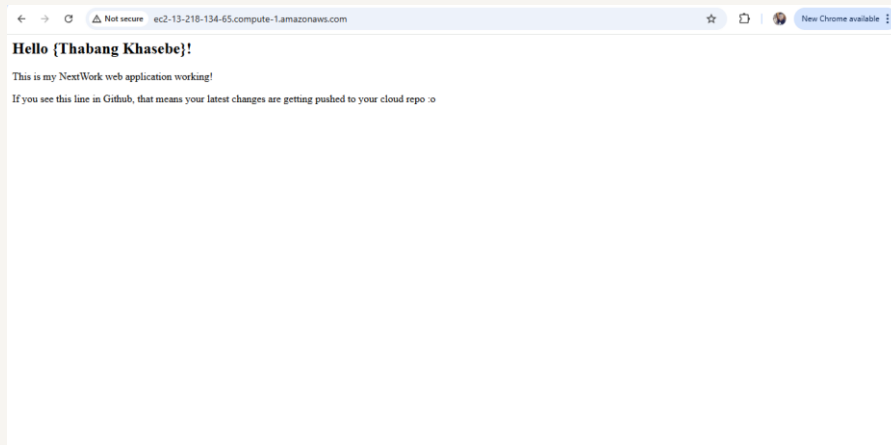 Not secure ec2-13-218-134-65.compute-1.amazonaws.com New Chrome available
Hello {Thabang Khasebe}!
This is my NextWork web application working!
If you see this line in Github, that means your latest changes are getting pushed to your cloud repo :o